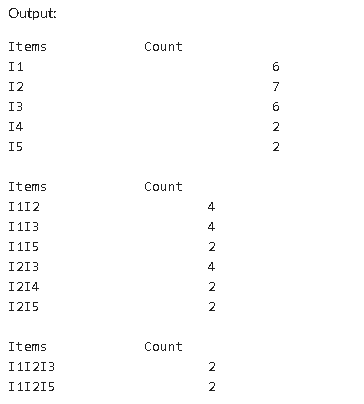 Output:
Items Count
I1 6
I2 7
I3 6
I4 2
I5 2
Items Count
I1I2 4
I1I3 4
I1I5 2
I2I3 4
I2I4 2
I2I5 2
Items Count
I1I2I3 2
I1I2I5 2